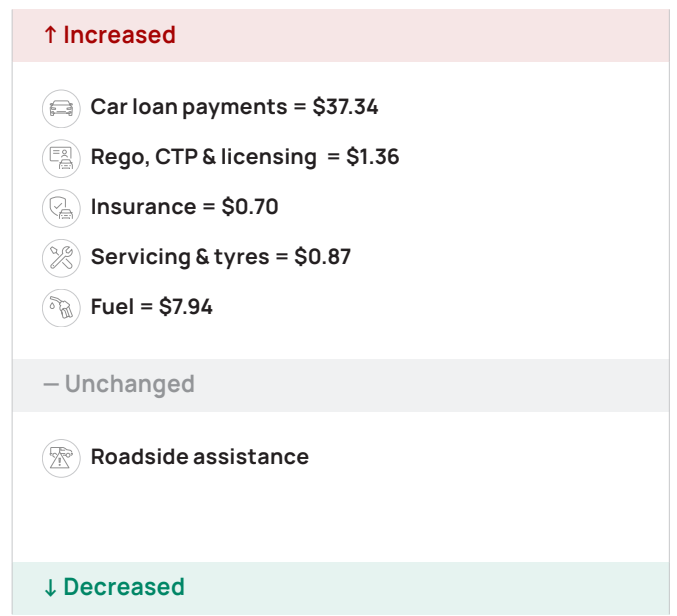 ↑ Increased
Car loan payments = $37.34
Rego, CTP & licensing = $1.36
Insurance = $0.70
Servicing & tyres = $0.87
Fuel = $7.94
— Unchanged
Roadside assistance
↓ Decreased